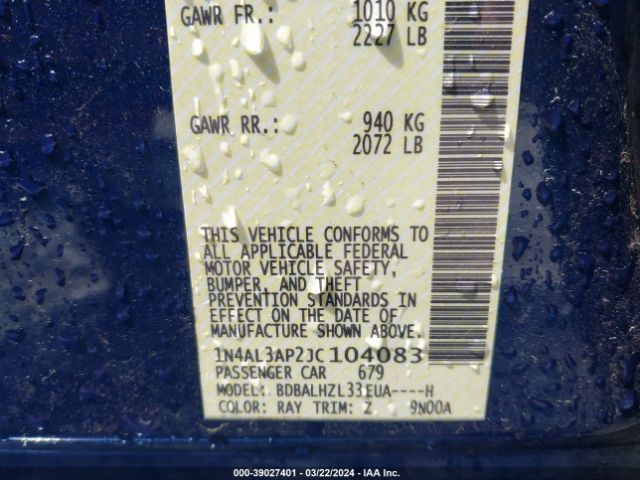 GAWR FR.: 1010 KG
2227 LB
GAWR RR.: 940 KG
2072 LB
THIS VEHICLE CONFORMS TO
ALL APPLICABLE FEDERAL
MOTOR VEHICLE SAFETY,
BUMPER, AND THEFT
PREVENTION STANDARDS IN
EFFECT ON THE DATE OF
MANUFACTURE SHOWN ABOVE.
1N4AL3AP2JC104083
PASSENGER CAR 679
MODEL: BDBALHZL33EUA----H
COLOR: RAY TRIM: Z 9N00A
000-39027401 - 03/22/2024 - IAA Inc.